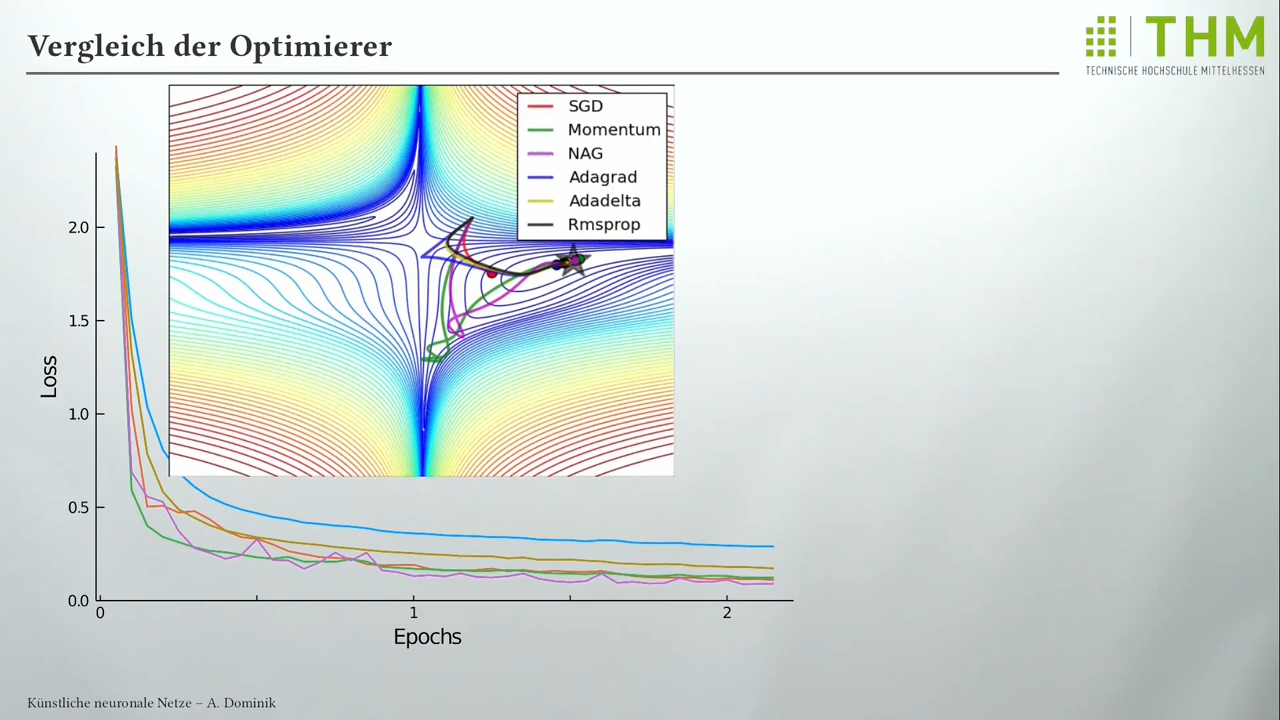 Vergleich der Optimierer
THM
TECHNISCHE HOCHSCHULE MITTELHESSEN
SGD
Momentum
NAG
Adagrad
Adadelta
Rmsprop
Loss
2.0
1.5
1.0
0.5
0.0
0
1
2
Epochs
Künstliche neuronale Netze – A. Dominik